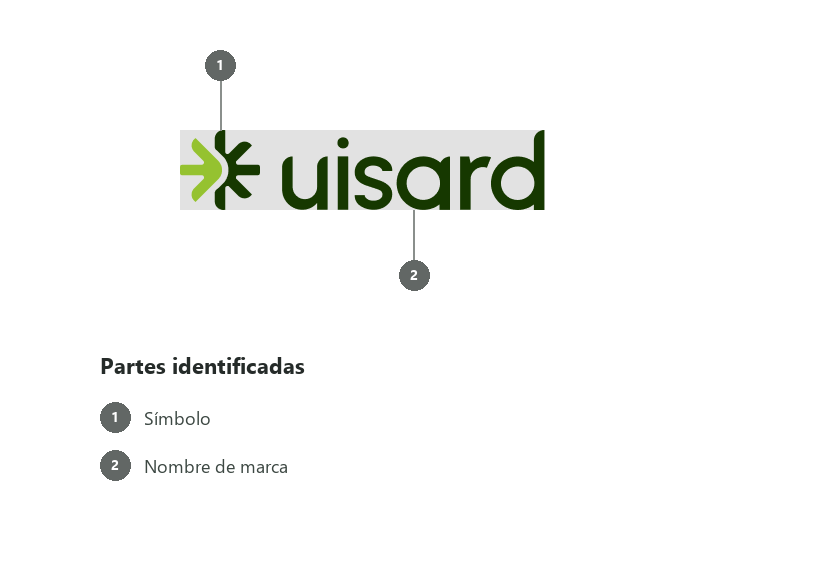 1
uisard
2
Partes identificadas
1 Símbolo
2 Nombre de marca